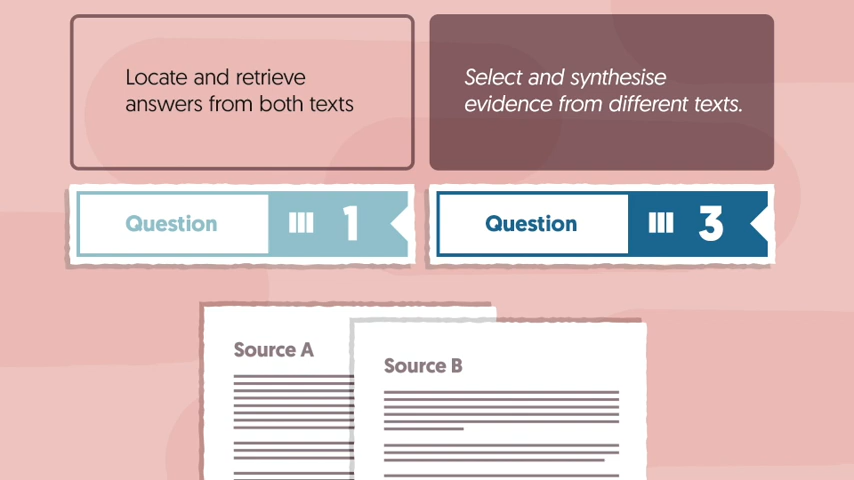 Locate and retrieve
answers from both texts
Select and synthesise
evidence from different texts.
Question 1
Question 3
Source A
Source B